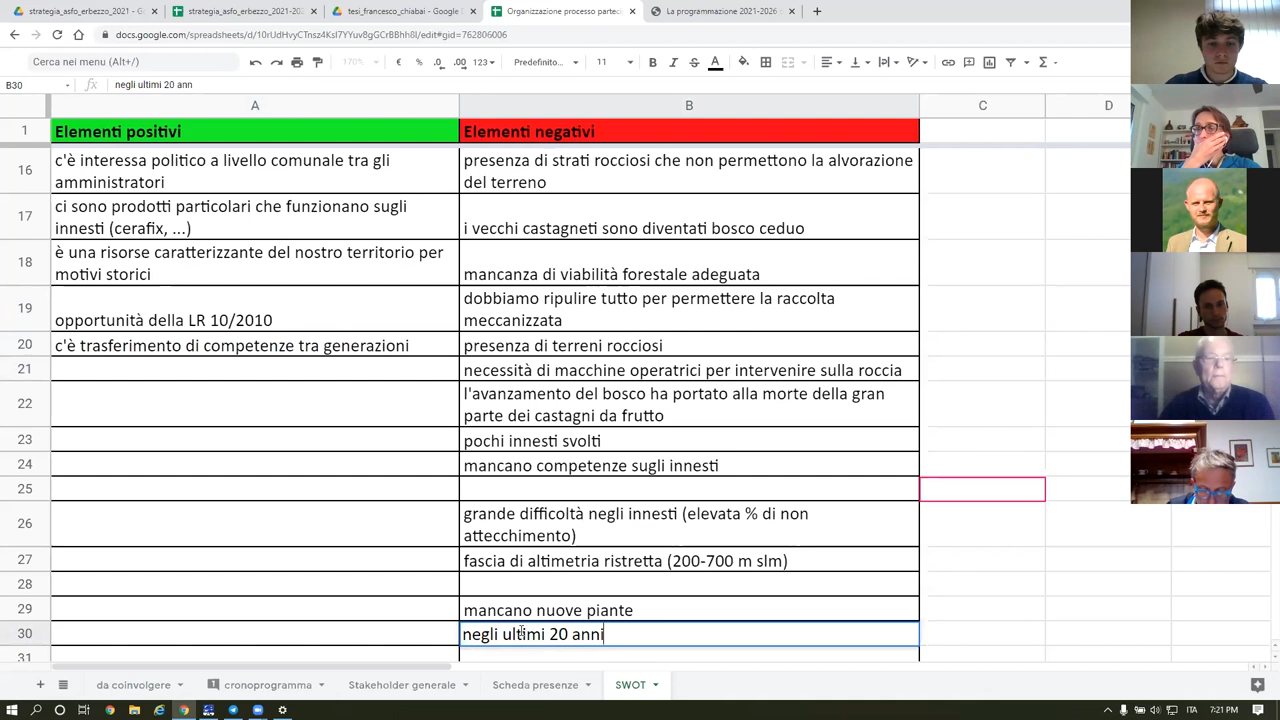 strategia_asfo_erbezzo_2021 - G
strategia_asfo_erbezzo_2021-202
tesi_francesco_chiabai - Google D
Organizzazione processo partec
La programmazione 2021-2026 d
docs.google.com/spreadsheets/d/10rUdHvyCTnsz4KsI7YYuv8gGCrBBhh8I/edit#gid=762806006
Cerca nei menu (Alt+/)
170%
€ % .0 .00 123
Predefinito...
11
B I S A
B30
fx
negli ultimi 20 ann
A B C D
1 Elementi positivi Elementi negativi
16 c'è interessa politico a livello comunale tra gli
amministratori
presenza di strati rocciosi che non permettono la alvorazione
del terreno
17 ci sono prodotti particolari che funzionano sugli
innesti (cerafix, ...)
i vecchi castagneti sono diventati bosco ceduo
18 è una risorse caratterizzante del nostro territorio per
motivi storici
mancanza di viabilità forestale adeguata
19 opportunità della LR 10/2010
dobbiamo ripulire tutto per permettere la raccolta
meccanizzata
20 c'è trasferimento di competenze tra generazioni
presenza di terreni rocciosi
21 necessità di macchine operatrici per intervenire sulla roccia
22 l'avanzamento del bosco ha portato alla morte della gran
parte dei castagni da frutto
23 pochi innesti svolti
24 mancano competenze sugli innesti
25
26 grande difficoltà negli innesti (elevata % di non
attecchimento)
27 fascia di altimetria ristretta (200-700 m slm)
28
29 mancano nuove piante
30 negli ultimi 20 anni
31
da coinvolgere
1 cronoprogramma
Stakeholder generale
Scheda presenze
SWOT
ITA
7:21 PM